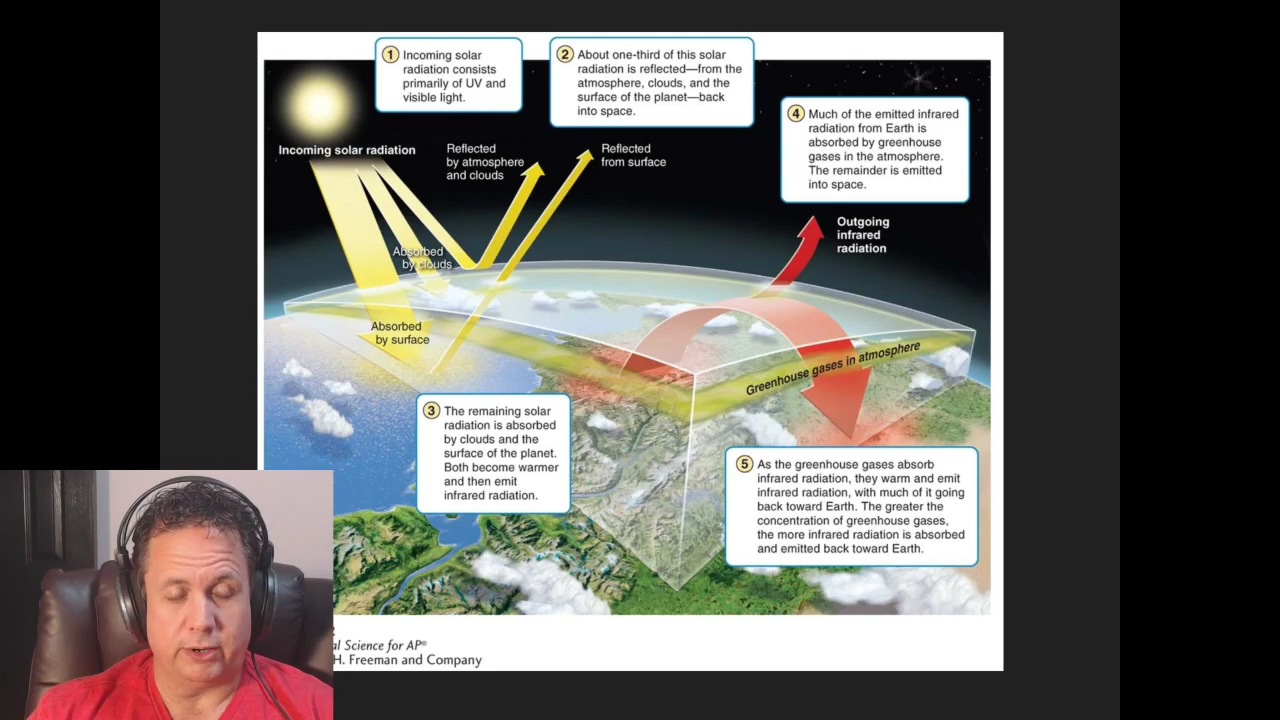 1 Incoming solar
radiation consists
primarily of UV and
visible light.
2 About one-third of this solar
radiation is reflected—from the
atmosphere, clouds, and the
surface of the planet—back
into space.
4 Much of the emitted infrared
radiation from Earth is
absorbed by greenhouse
gases in the atmosphere.
The remainder is emitted
into space.
Incoming solar radiation
Reflected
by atmosphere
and clouds
Reflected
from surface
Outgoing
infrared
radiation
Absorbed
by clouds
Absorbed
by surface
Greenhouse gases in atmosphere
3 The remaining solar
radiation is absorbed
by clouds and the
surface of the planet.
Both become warmer
and then emit
infrared radiation.
5 As the greenhouse gases absorb
infrared radiation, they warm and emit
infrared radiation, with much of it going
back toward Earth. The greater the
concentration of greenhouse gases,
the more infrared radiation is absorbed
and emitted back toward Earth.
Science for AP®
H. Freeman and Company